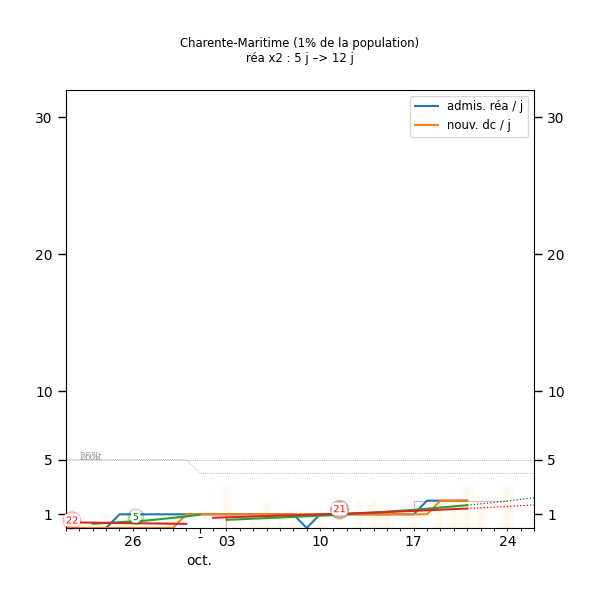 Charente-Maritime (1% de la population)
réa x2 : 5 j –> 12 j
admis. réa / j
nouv. dc / j
30 30
20 20
10 10
5 5
1 1
22 5 21
26 - 03 10 17 24
oct.